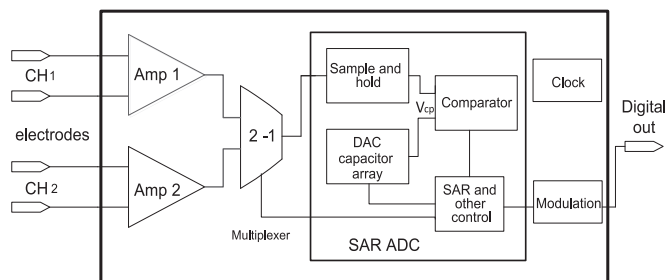 CH1
electrodes
CH2
Amp 1
Amp 2
2 -1
Multiplexer
Sample and
hold
Vcp
Comparator
DAC
capacitor
array
SAR and
other
control
SAR ADC
Clock
Modulation
Digital
out